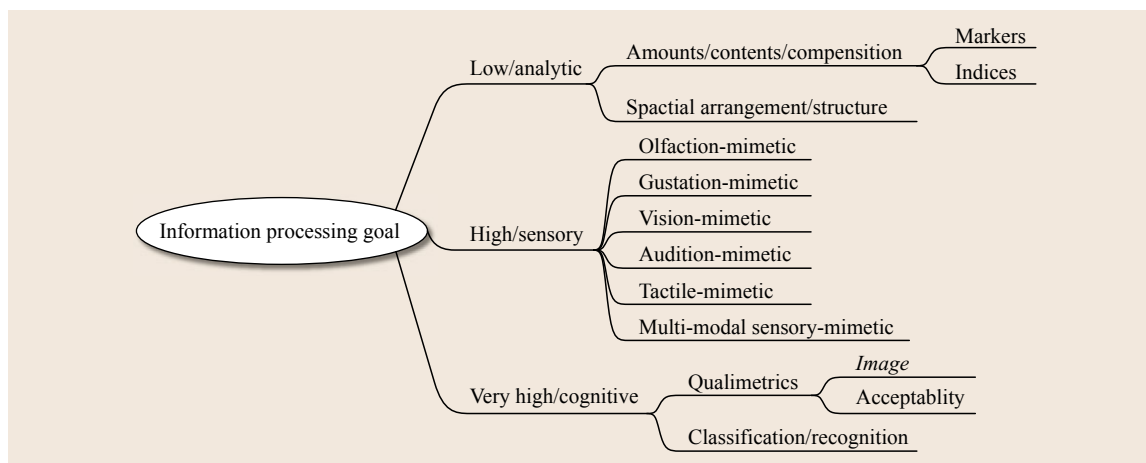 Information processing goal
Low/analytic
Amounts/contents/compensition
Markers
Indices
Spactial arrangement/structure
High/sensory
Olfaction-mimetic
Gustation-mimetic
Vision-mimetic
Audition-mimetic
Tactile-mimetic
Multi-modal sensory-mimetic
Very high/cognitive
Qualimetrics
Image
Acceptablity
Classification/recognition